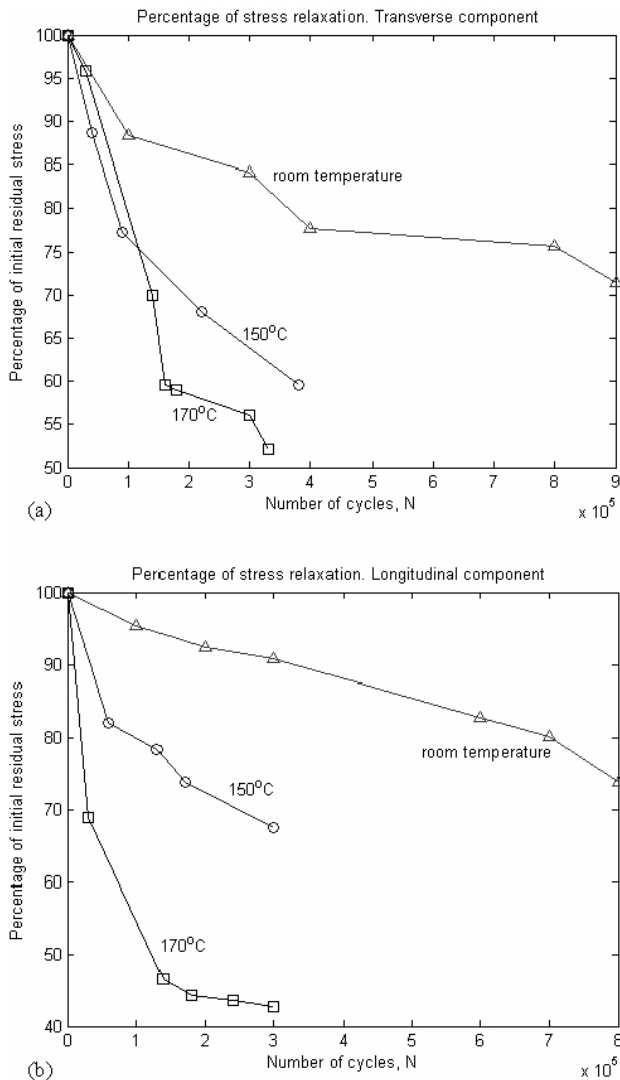 Percentage of stress relaxation. Transverse component
100
95
90
85
80
75
70
65
60
55
50
Percentage of initial residual stress
room temperature
150°C
170°C
0 1 2 3 4 5 6 7 8 9
Number of cycles, N
x 10⁵
(a)
Percentage of stress relaxation. Longitudinal component
100
90
80
70
60
50
40
Percentage of initial residual stress
room temperature
150°C
170°C
0 1 2 3 4 5 6 7 8
Number of cycles, N
x 10⁵
(b)